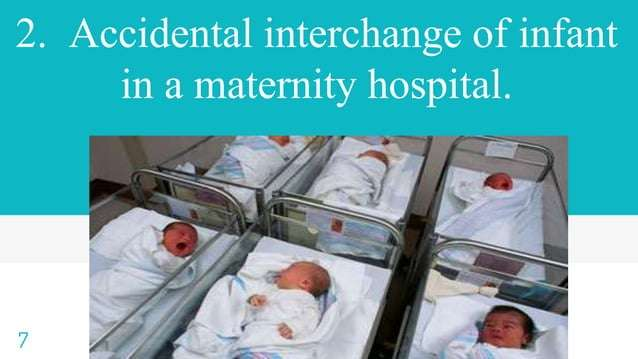 2. Accidental interchange of infant
in a maternity hospital.
7